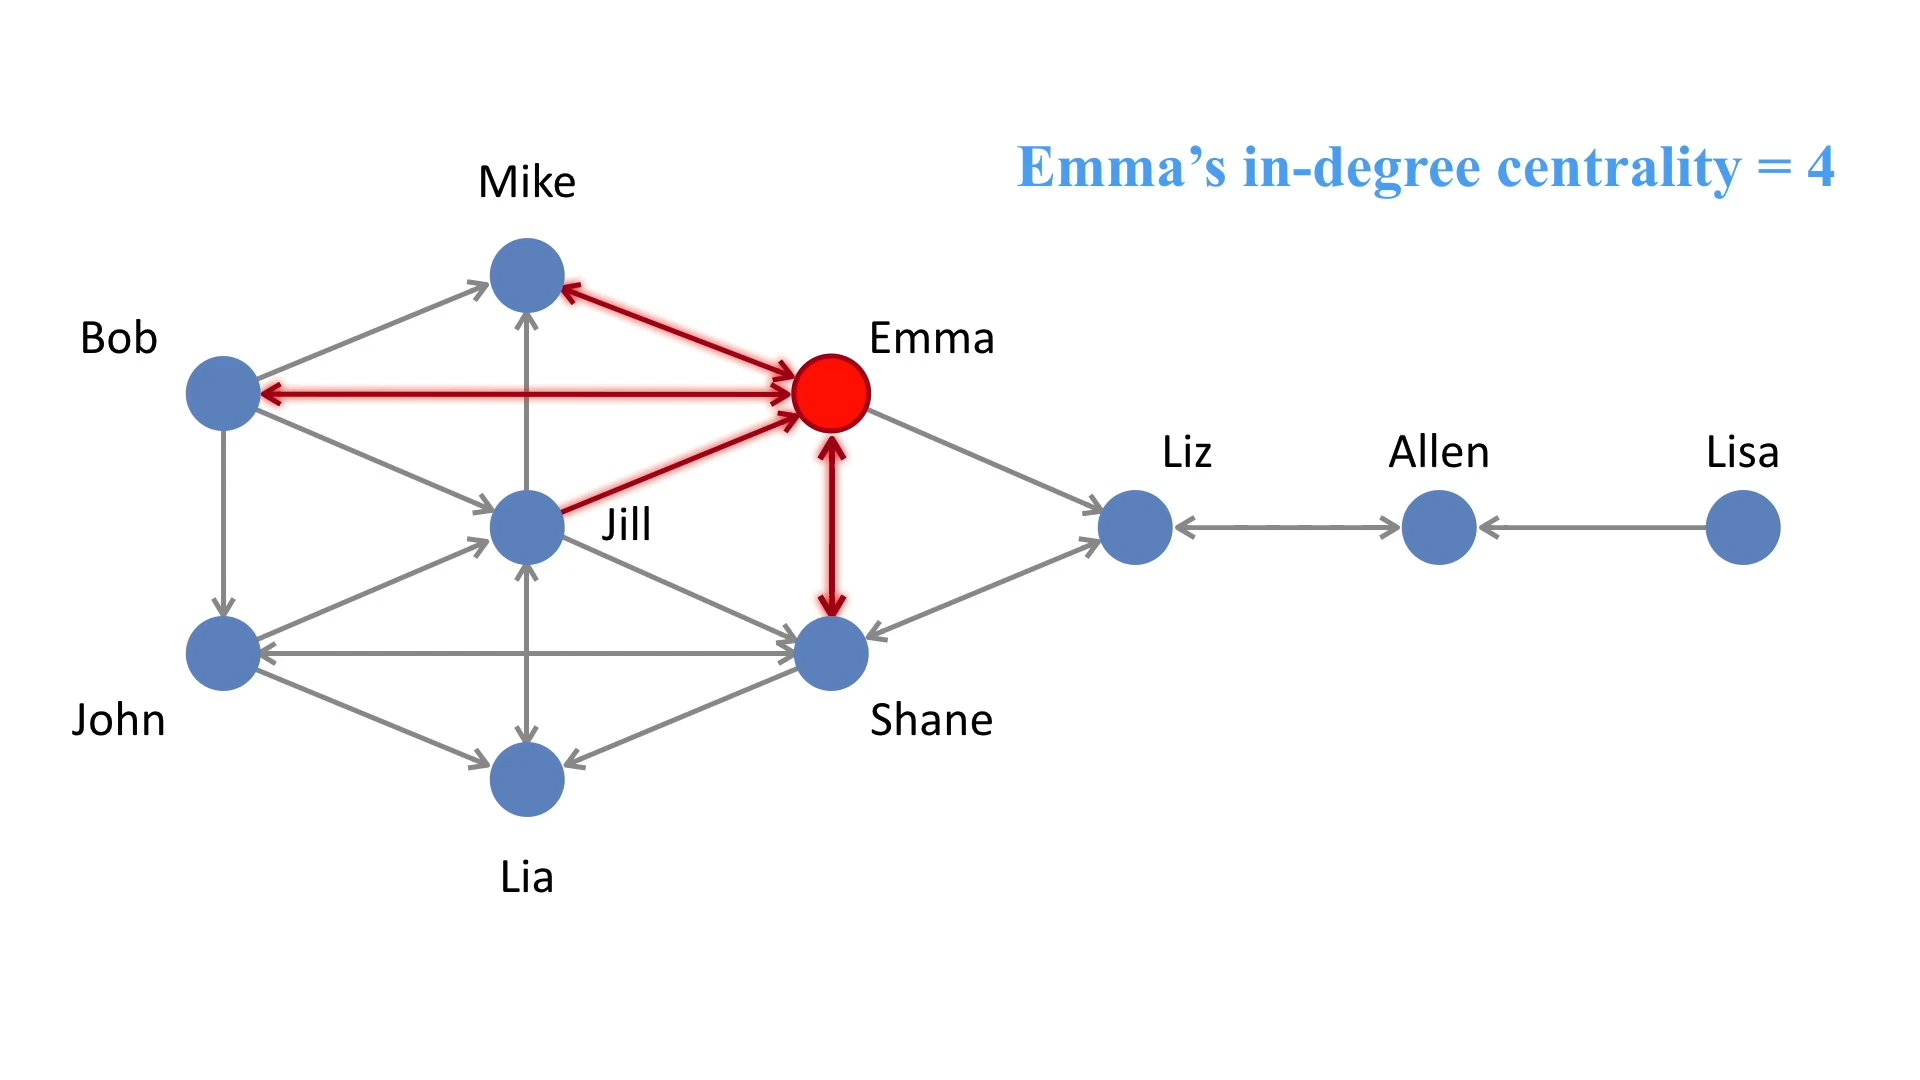 Emma’s in-degree centrality = 4
Mike
Bob
Emma
Liz
Allen
Lisa
Jill
John
Shane
Lia